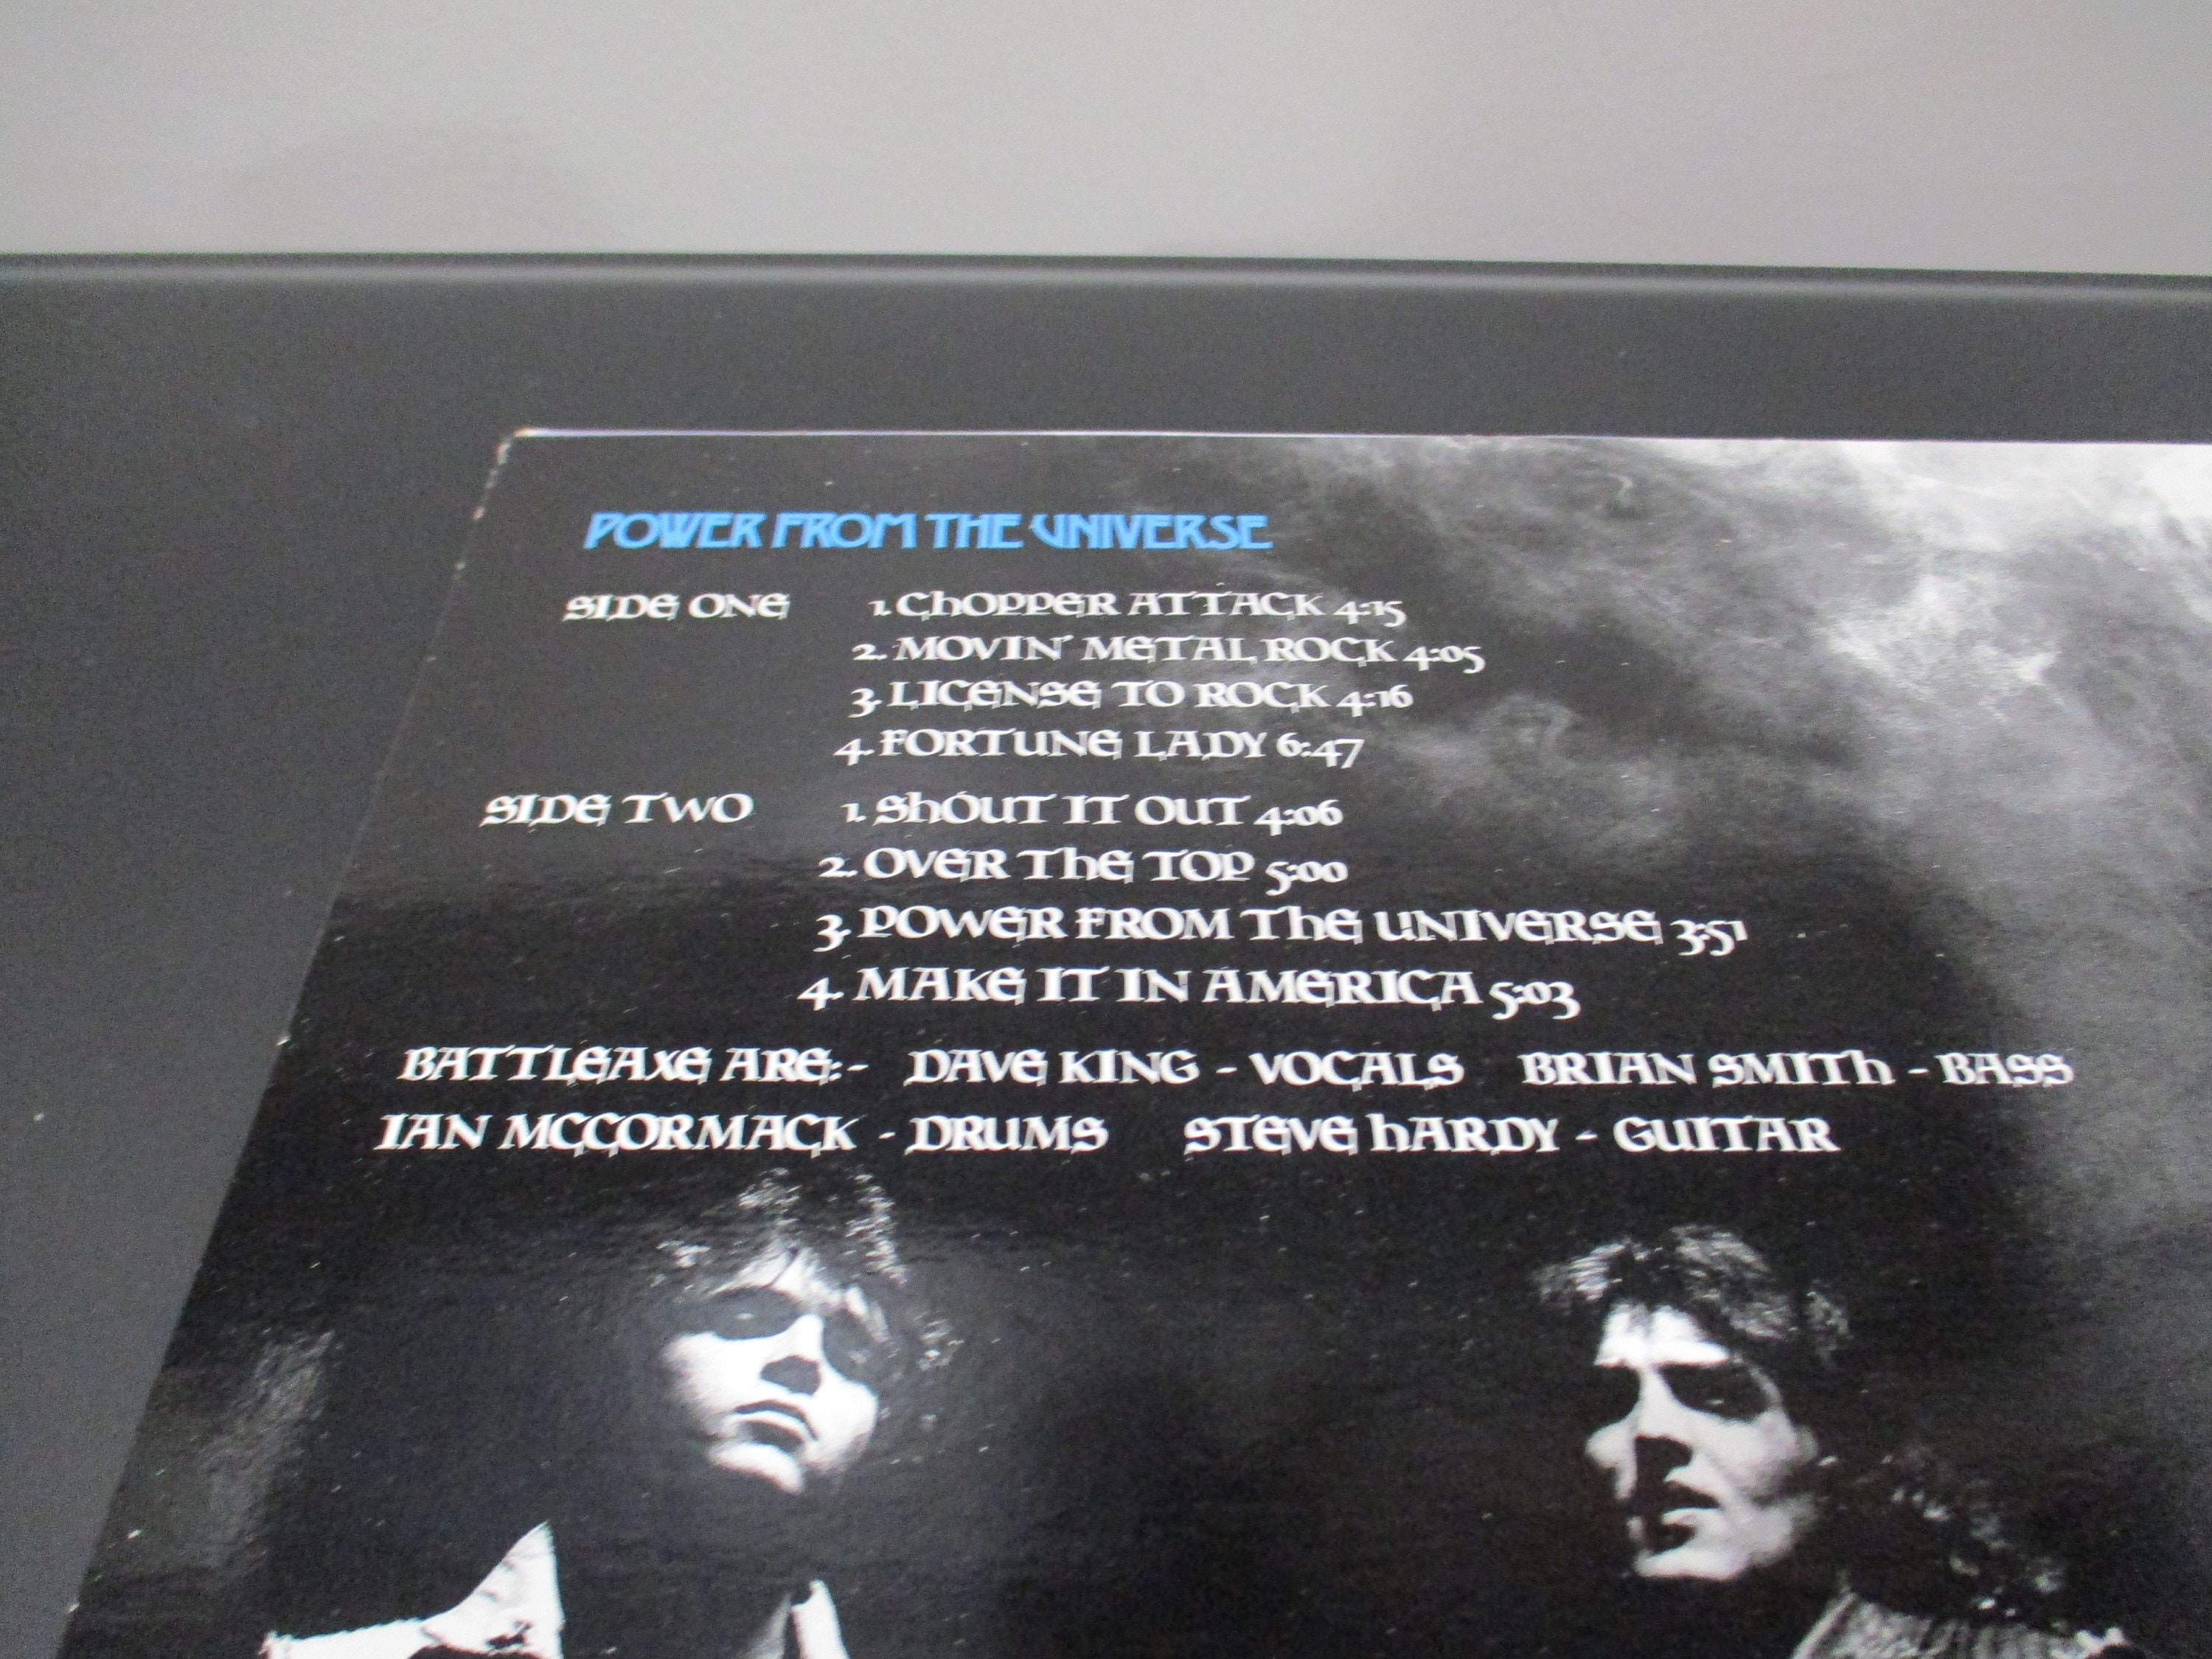 POWER FROM THE UNIVERSE
SIDE ONE 1. CHOPPER ATTACK 4:15
2. MOVIN' METAL ROCK 4:05
3. LICENSE TO ROCK 4:16
4. FORTUNE LADY 6:47
SIDE TWO 1. SHOUT IT OUT 4:06
2. OVER THE TOP 5:00
3. POWER FROM THE UNIVERSE 3:51
4. MAKE IT IN AMERICA 5:03
BATTLEAXE ARE:- DAVE KING - VOCALS BRIAN SMITH - BASS
IAN MCCORMACK - DRUMS STEVE HARDY - GUITAR